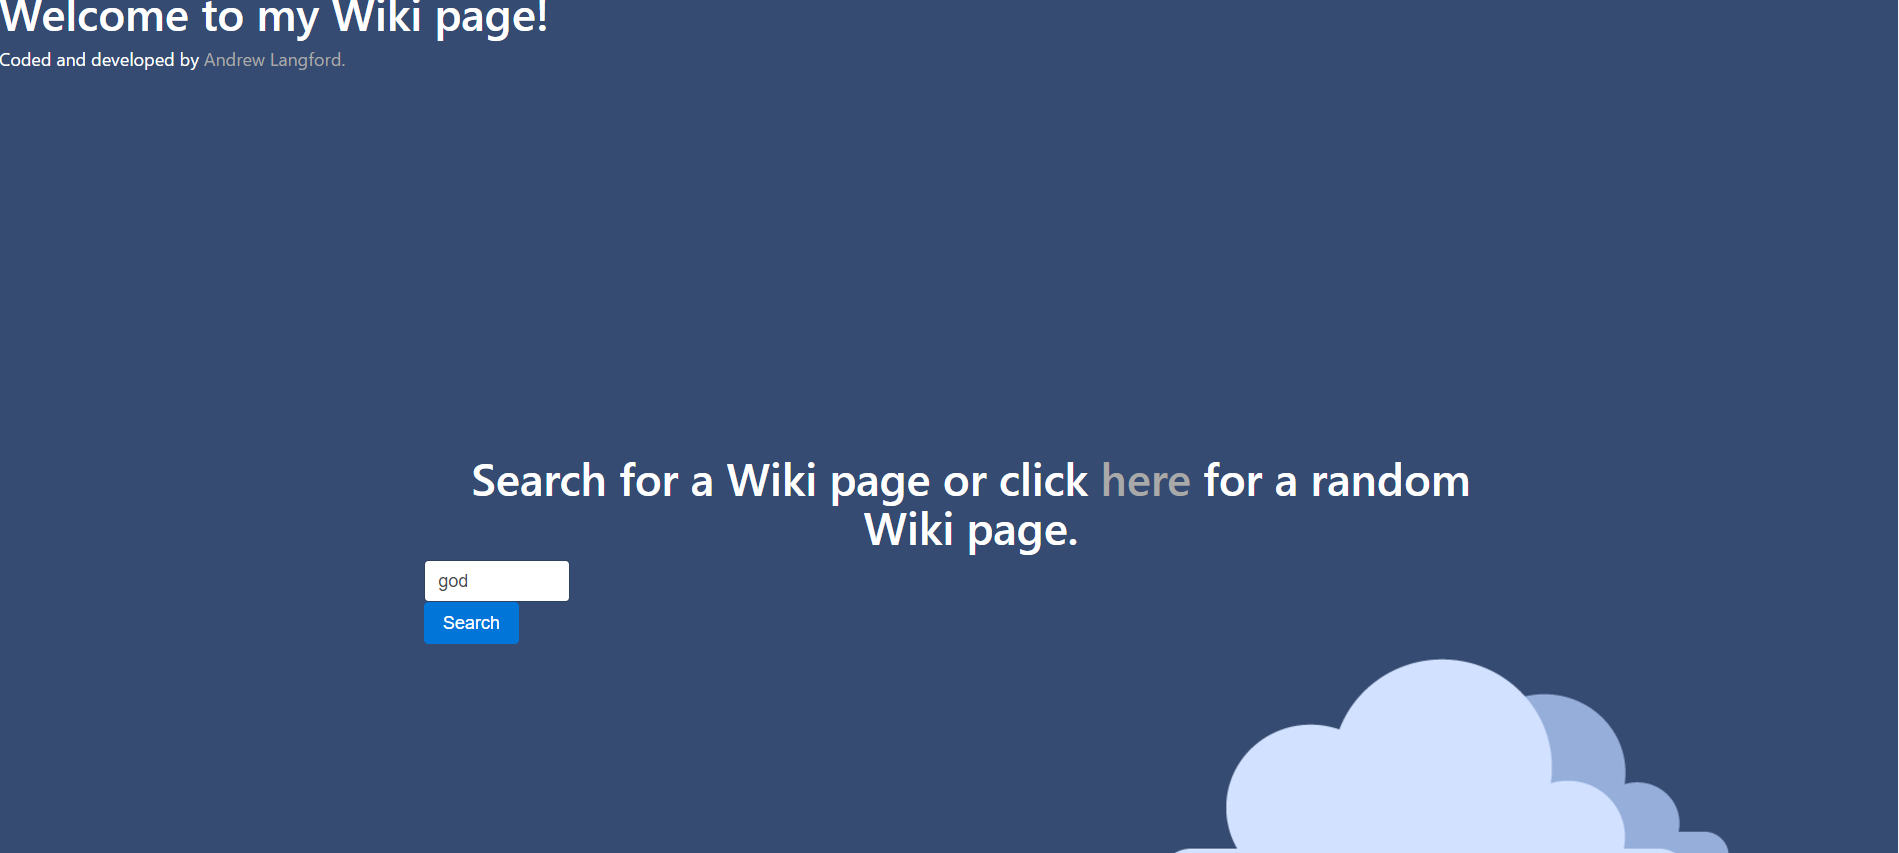 Welcome to my Wiki page!
Coded and developed by Andrew Langford.
Search for a Wiki page or click here for a random
Wiki page.
god
Search